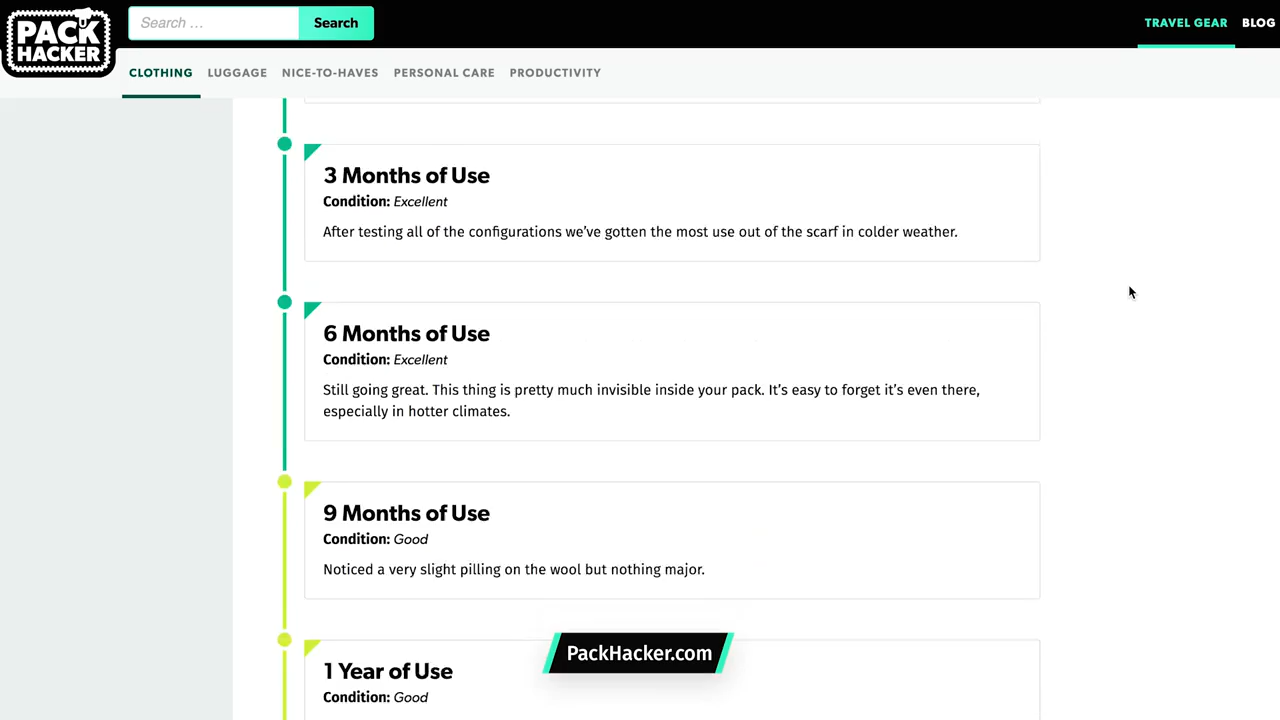 PACK
HACKER
Search ...
Search
TRAVEL GEAR
BLOG
CLOTHING
LUGGAGE
NICE-TO-HAVES
PERSONAL CARE
PRODUCTIVITY
3 Months of Use
Condition: Excellent
After testing all of the configurations we’ve gotten the most use out of the scarf in colder weather.
6 Months of Use
Condition: Excellent
Still going great. This thing is pretty much invisible inside your pack. It’s easy to forget it’s even there,
especially in hotter climates.
9 Months of Use
Condition: Good
Noticed a very slight pilling on the wool but nothing major.
1 Year of Use
Condition: Good
PackHacker.com